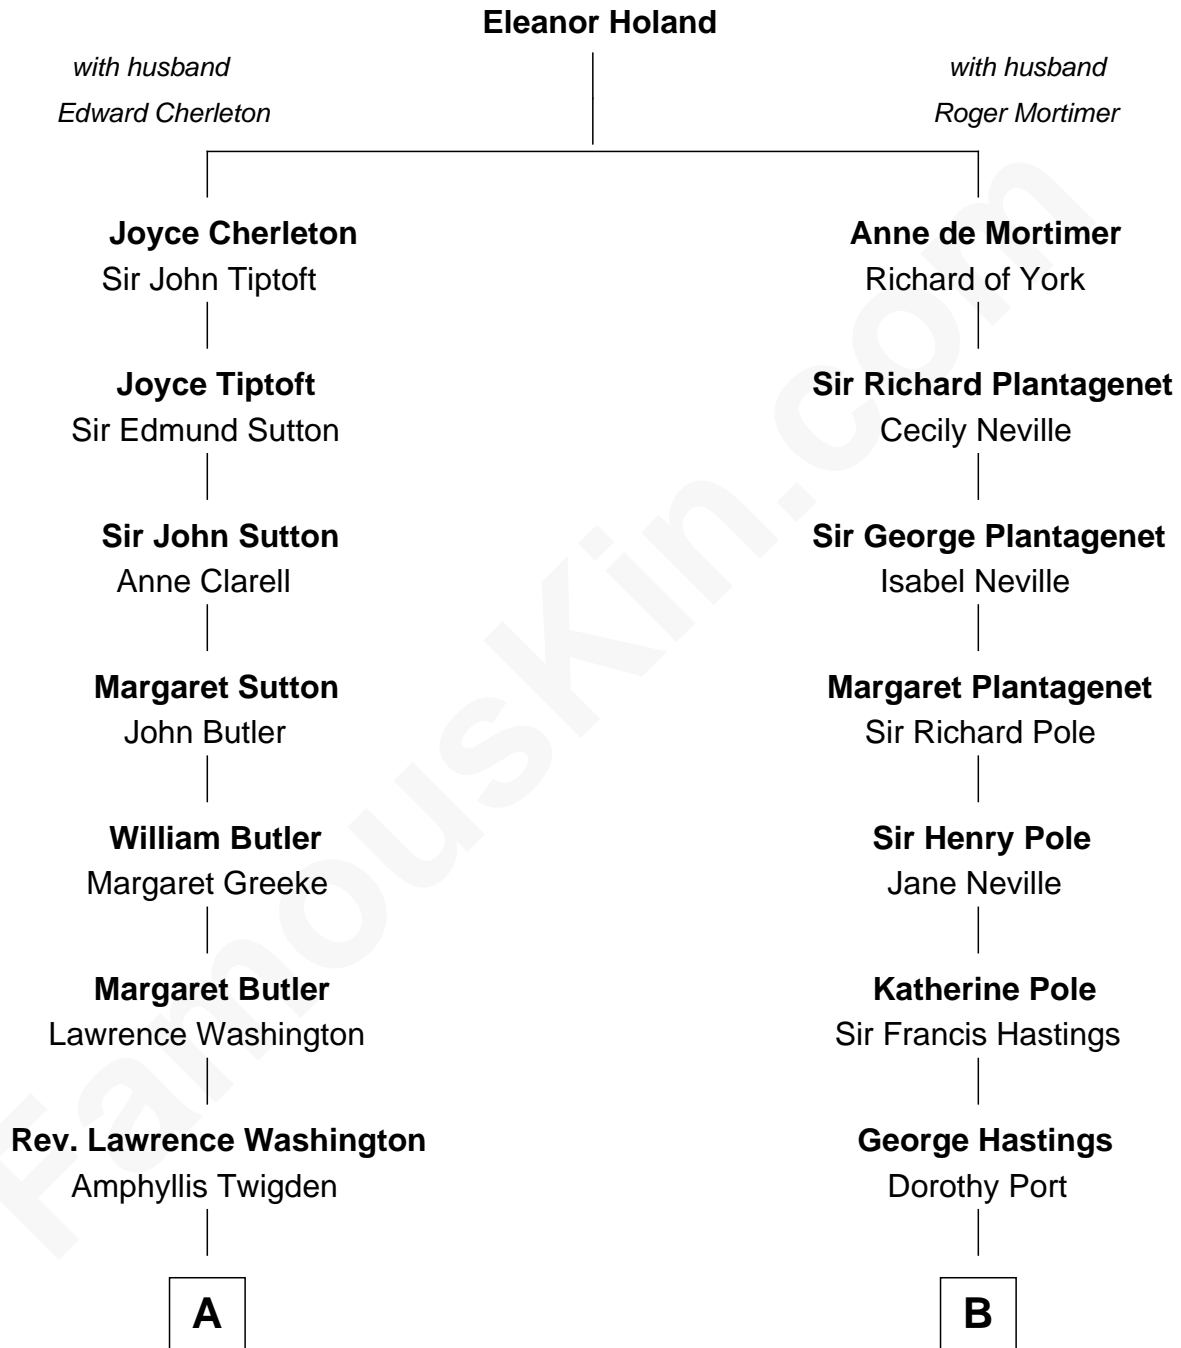 Eleanor Holand
with husband
Edward Cherleton
with husband
Roger Mortimer
Joyce Cherleton
Sir John Tiptoft
Anne de Mortimer
Richard of York
Joyce Tiptoft
Sir Edmund Sutton
Sir Richard Plantagenet
Cecily Neville
Sir John Sutton
Anne Clarell
Sir George Plantagenet
Isabel Neville
Margaret Sutton
John Butler
Margaret Plantagenet
Sir Richard Pole
William Butler
Margaret Greeke
Sir Henry Pole
Jane Neville
Margaret Butler
Lawrence Washington
Katherine Pole
Sir Francis Hastings
Rev. Lawrence Washington
Amphyllis Twigden
George Hastings
Dorothy Port
A
B
FamousKin.com